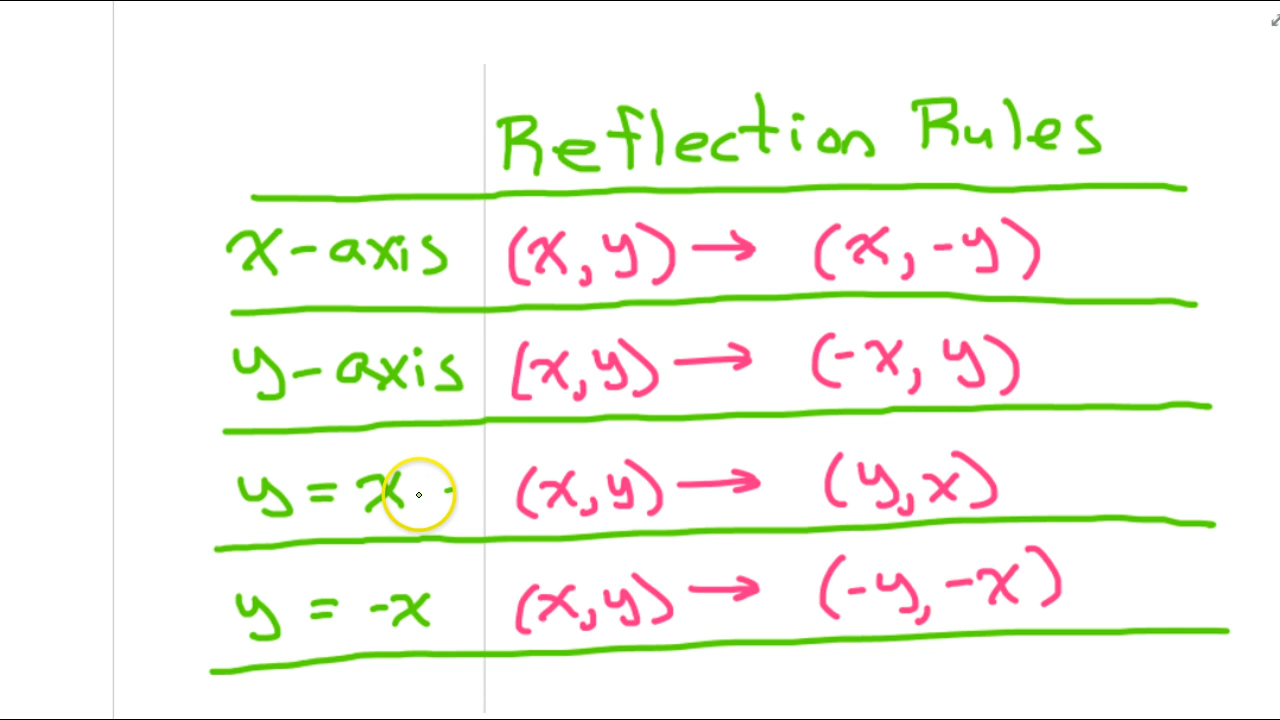 Reflection Rules
x-axis (x, y) → (x, -y)
y-axis (x, y) → (-x, y)
y = x (x, y) → (y, x)
y = -x (x, y) → (-y, -x)